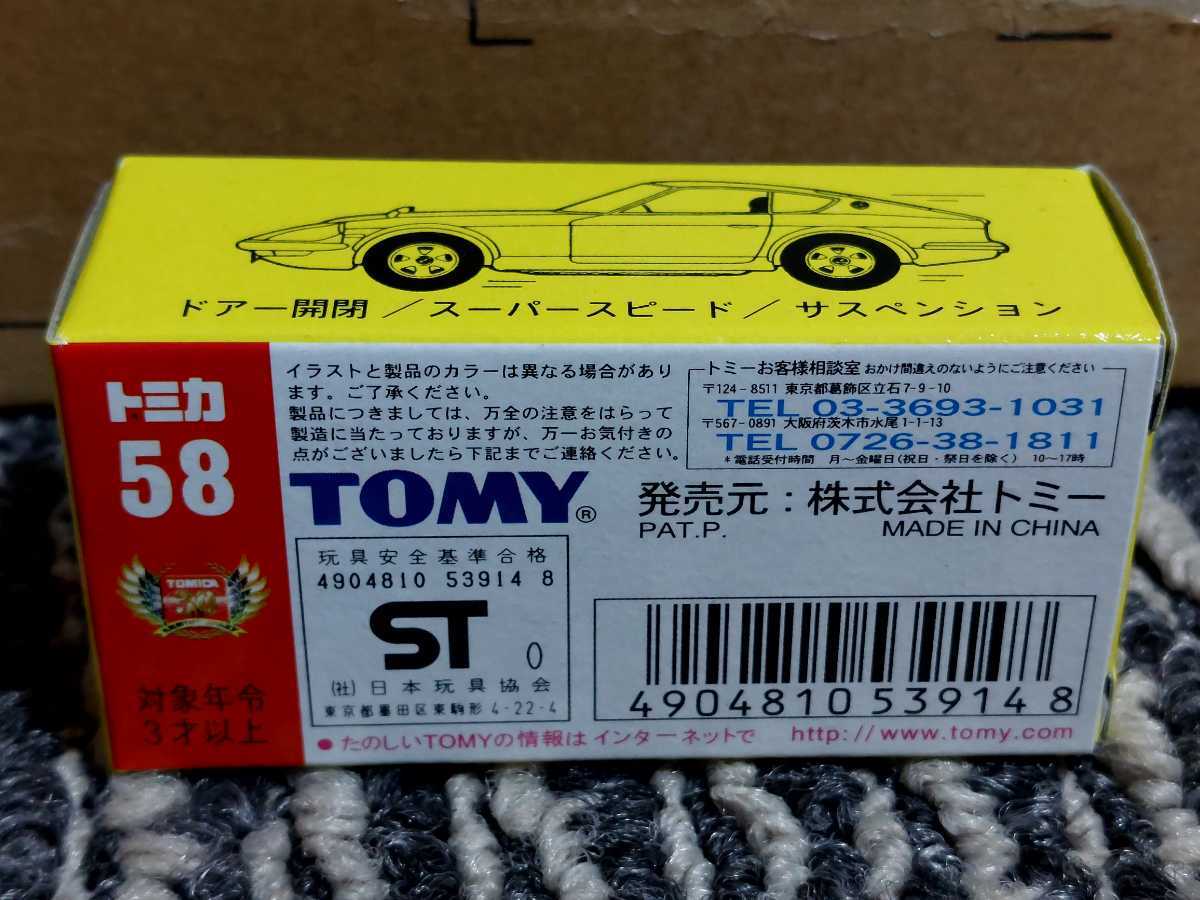 ドアー開閉／スーパースピード／サスペンション
トミカ
58
TOMICA
対象年令
3才以上
イラストと製品のカラーは異なる場合があり
ます。ご了承ください。
製品につきましては、万全の注意をはらって
製造に当たっておりますが、万一お気付きの
点がございましたら下記までご連絡ください。
トミーお客様相談室 おかけ間違えのないようにご注意ください
〒124-8511 東京都葛飾区立石7-9-10
TEL 03-3693-1031
〒567-0891 大阪府茨木市水尾1-1-13
TEL 0726-38-1811
*電話受付時間 月〜金曜日(祝日・祭日を除く) 10〜17時
TOMY®
発売元：株式会社トミー
PAT.P. MADE IN CHINA
玩具安全基準合格
4904810 53914 8
ST 0
(社)日本玩具協会
東京都墨田区東駒形4-22-4
4904810539148
●たのしいTOMYの情報はインターネットで http://www.tomy.com